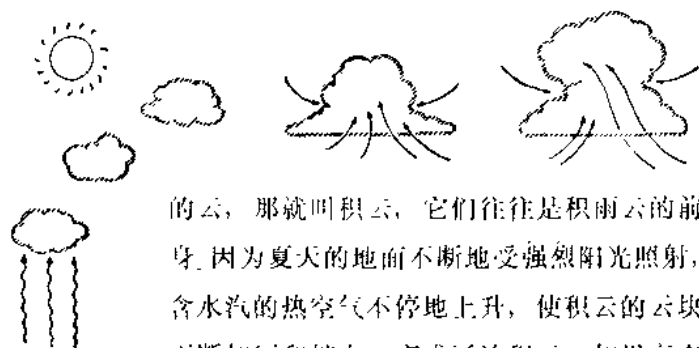 的云，那就叫积云，它们往往是积雨云的前
身。因为夏天的地面不断地受强烈阳光照射，
含水汽的热空气不停地上升，使积云的云块